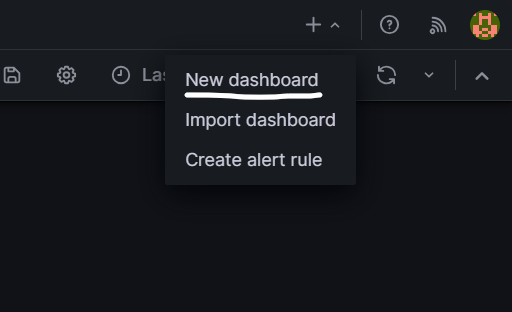 New dashboard
Import dashboard
Create alert rule